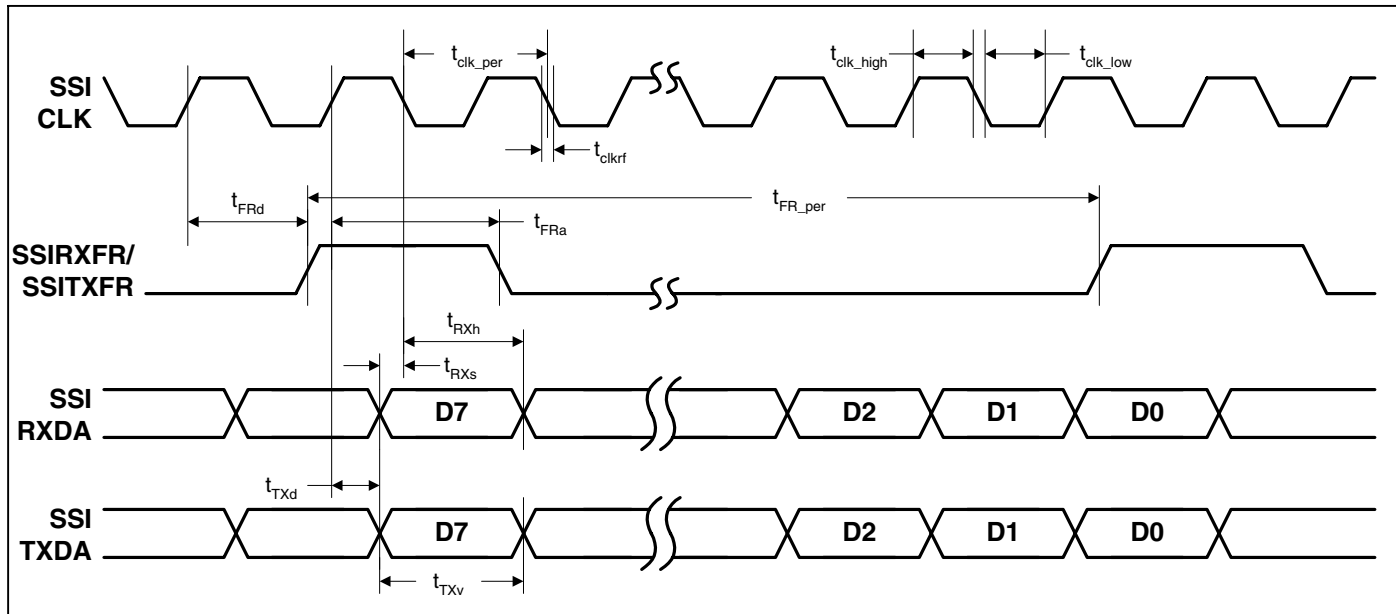 t_clk_per
t_clk_high
t_clk_low
SSI
CLK
t_clkrf
t_FRd
t_FR_per
t_FRa
SSIRXFR/
SSITXFR
t_RXh
t_RXs
SSI
RXDA
D7 D2 D1 D0
t_TXd
SSI
TXDA
D7 D2 D1 D0
t_TXv